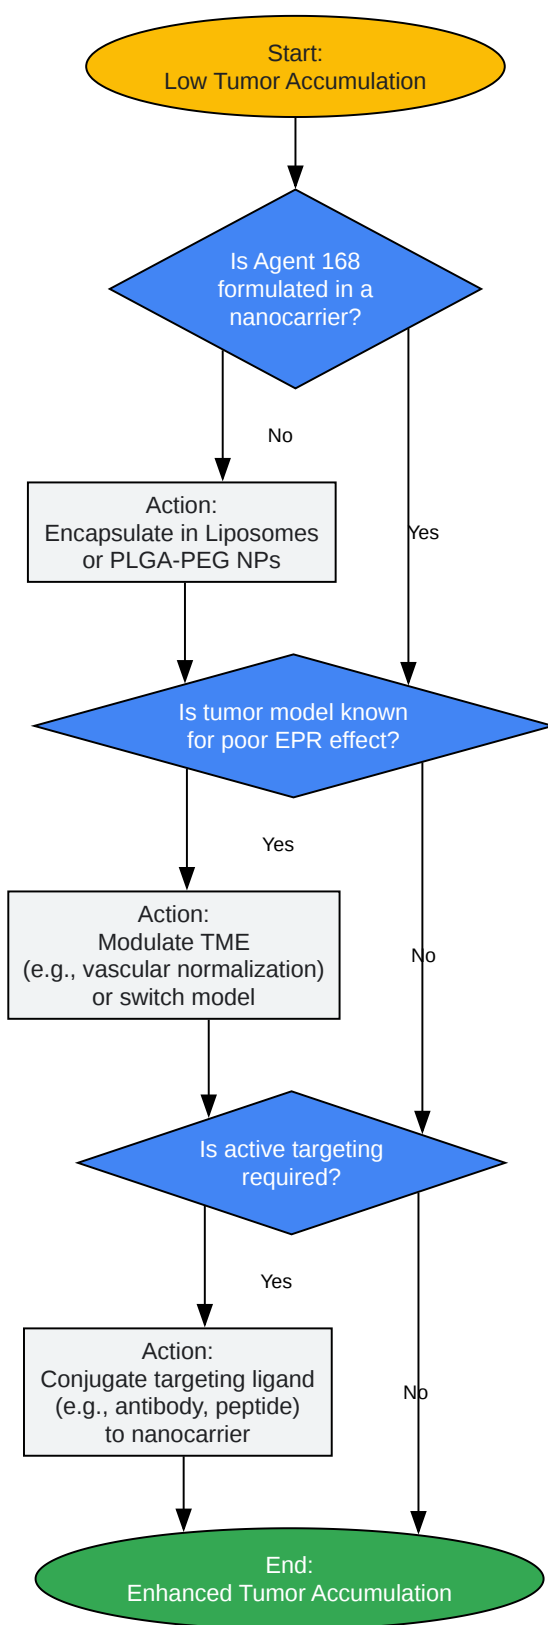 Start:
Low Tumor Accumulation
Is Agent 168
formulated in a
nanocarrier?
No
Action:
Encapsulate in Liposomes
or PLGA-PEG NPs
Yes
Is tumor model known
for poor EPR effect?
Yes
Action:
Modulate TME
(e.g., vascular normalization)
or switch model
No
Is active targeting
required?
Yes
Action:
Conjugate targeting ligand
(e.g., antibody, peptide)
to nanocarrier
No
End:
Enhanced Tumor Accumulation